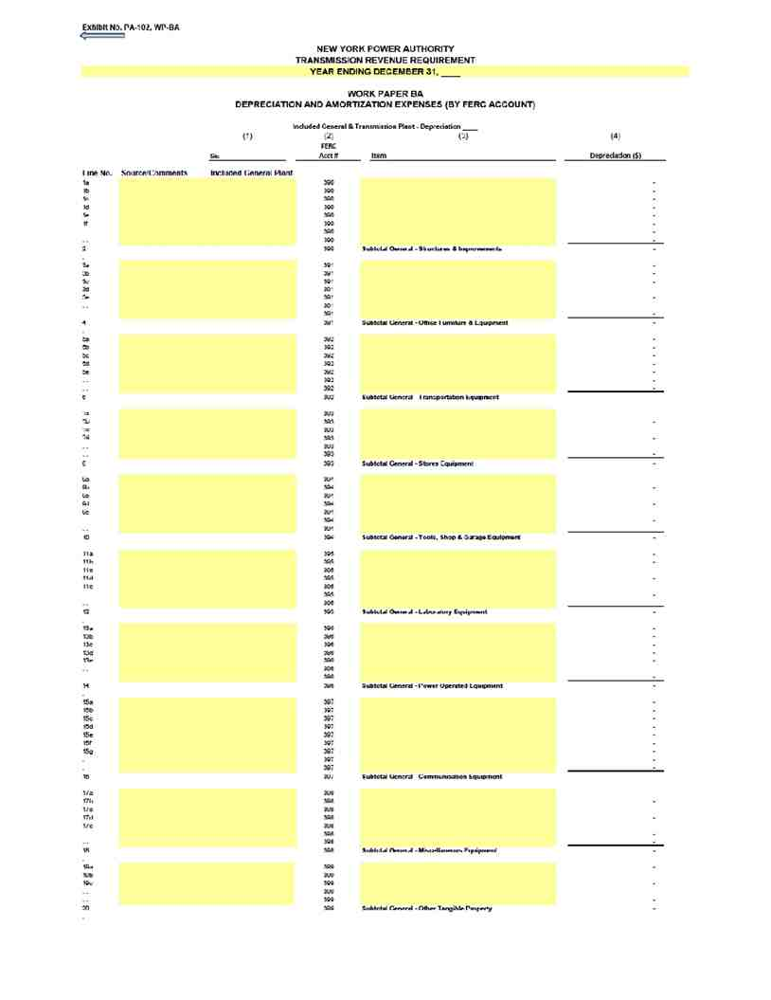 Exhibit No. PA-102, WP-BA
NEW YORK POWER AUTHORITY
TRANSMISSION REVENUE REQUIREMENT
YEAR ENDING DECEMBER 31, ____
WORK PAPER BA
DEPRECIATION AND AMORTIZATION EXPENSES (BY FERC ACCOUNT)
Included General & Transmission Plant - Depreciation ____
(1) (2) (3) (4)
FERC
Site Acct # Item Depreciation ($)
Line No. Source/Comments Included General Plant
1a 390 -
1b 390 -
1c 390 -
1d 390 -
1e 390 -
1f 390 -
390 -
.. 390 -
2 390 Subtotal General - Structures & Improvements -
3a 391 -
3b 391
3c 391 -
3d 391
3e 391 -
.. 391
391 -
4 391 Subtotal General - Office Furniture & Equipment -
5a 392 -
5b 392 -
5c 392 -
5d 392 -
5e 392 -
.. 392 -
.. 392 -
6 392 Subtotal General - Transportation Equipment -
7a 393
7b 393 -
7c 393
7d 393 -
.. 393
.. 393 -
8 393 Subtotal General - Stores Equipment -
9a 394
9b 394 -
9c 394
9d 394 -
9e 394
394 -
.. 394
10 394 Subtotal General - Tools, Shop & Garage Equipment -
11a 395 -
11b 395 -
11c 395
11d 395 -
11e 395
395 -
.. 395
12 395 Subtotal General - Laboratory Equipment -
13a 396 -
13b 396 -
13c 396 -
13d 396 -
13e 396 -
.. 396 -
396 -
14 396 Subtotal General - Power Operated Equipment -
15a 397 -
15b 397 -
15c 397 -
15d 397 -
15e 397 -
15f 397 -
15g 397 -
. 397 -
. 397 -
16 397 Subtotal General - Communication Equipment -
17a 398
17b 398 -
17c 398
17d 398 -
17e 398
398 -
.. 398 -
18 398 Subtotal General - Miscellaneous Equipment -
19a 399 -
19b 399
19c 399 -
.. 399
.. 399 -
20 399 Subtotal General - Other Tangible Property -